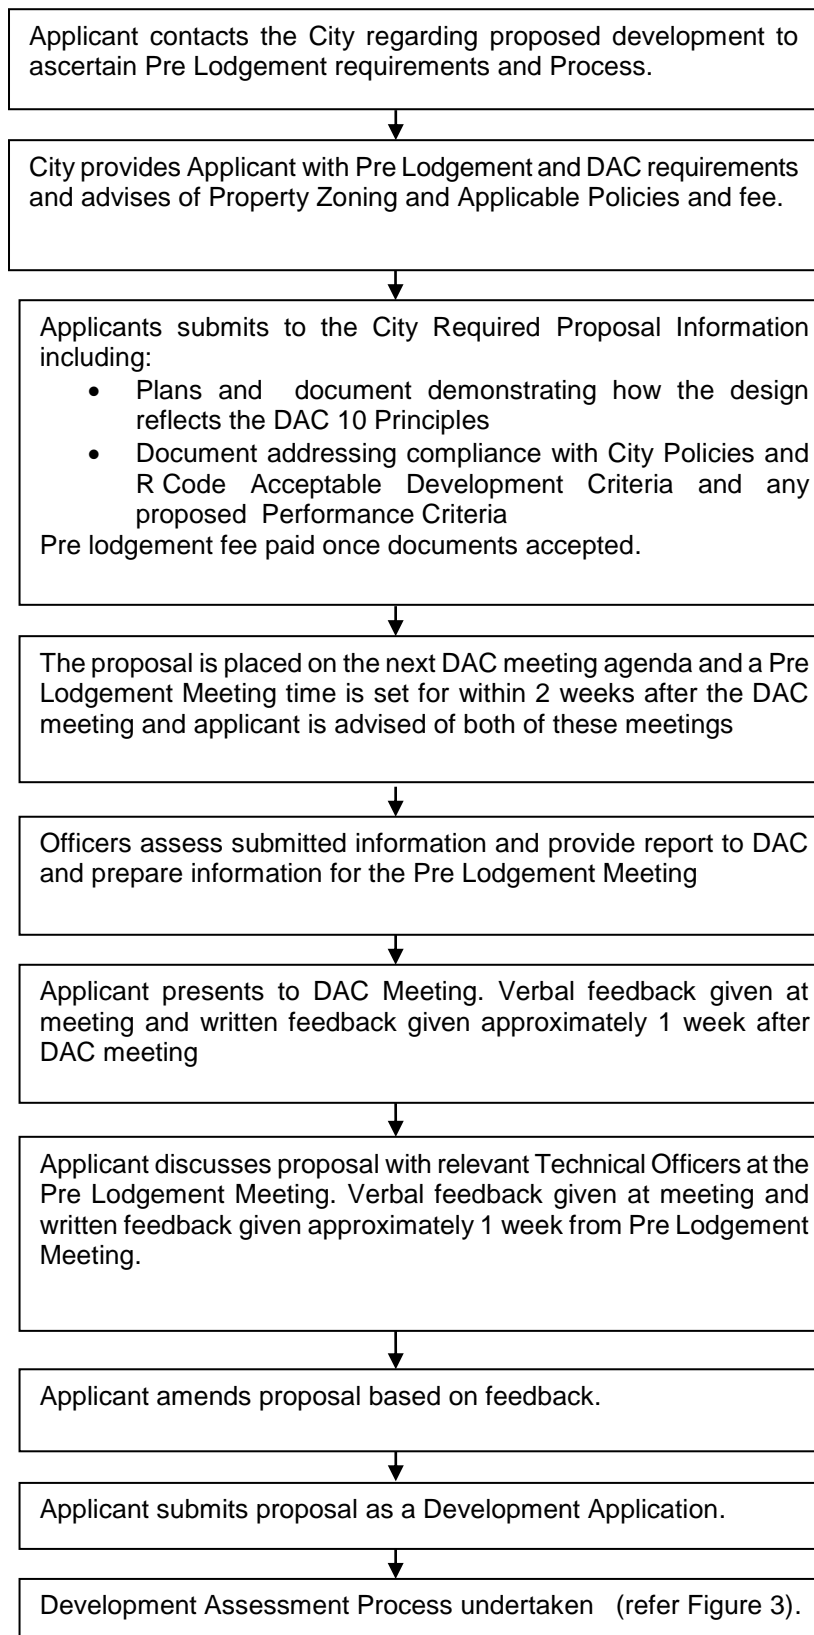 Applicant contacts the City regarding proposed development to
ascertain Pre Lodgement requirements and Process.
City provides Applicant with Pre Lodgement and DAC requirements
and advises of Property Zoning and Applicable Policies and fee.
Applicants submits to the City Required Proposal Information
including:
• Plans and document demonstrating how the design
reflects the DAC 10 Principles
• Document addressing compliance with City Policies and
R Code Acceptable Development Criteria and any
proposed Performance Criteria
Pre lodgement fee paid once documents accepted.
The proposal is placed on the next DAC meeting agenda and a Pre
Lodgement Meeting time is set for within 2 weeks after the DAC
meeting and applicant is advised of both of these meetings
Officers assess submitted information and provide report to DAC
and prepare information for the Pre Lodgement Meeting
Applicant presents to DAC Meeting. Verbal feedback given at
meeting and written feedback given approximately 1 week after
DAC meeting
Applicant discusses proposal with relevant Technical Officers at the
Pre Lodgement Meeting. Verbal feedback given at meeting and
written feedback given approximately 1 week from Pre Lodgement
Meeting.
Applicant amends proposal based on feedback.
Applicant submits proposal as a Development Application.
Development Assessment Process undertaken (refer Figure 3).